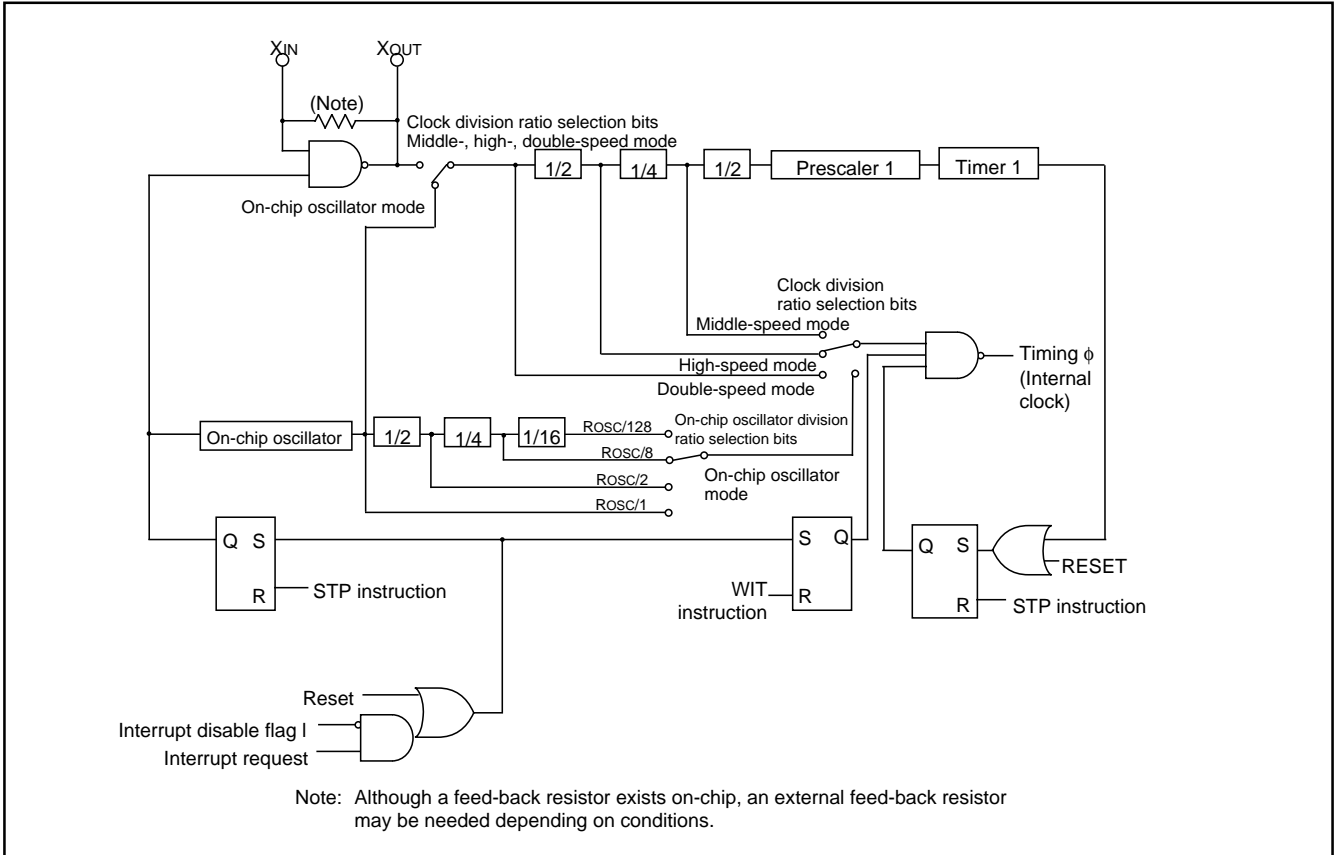 XIN
XOUT
(Note)
Clock division ratio selection bits
Middle-, high-, double-speed mode
1/2
1/4
1/2
Prescaler 1
Timer 1
On-chip oscillator mode
Clock division
ratio selection bits
Middle-speed mode
High-speed mode
Double-speed mode
Timing ϕ
(Internal
clock)
On-chip oscillator
1/2
1/4
1/16
ROSC/128
On-chip oscillator division
ratio selection bits
ROSC/8
On-chip oscillator
mode
ROSC/2
ROSC/1
Q S
R
STP instruction
S Q
R
WIT
instruction
Q S
R
RESET
STP instruction
Reset
Interrupt disable flag I
Interrupt request
Note: Although a feed-back resistor exists on-chip, an external feed-back resistor
may be needed depending on conditions.